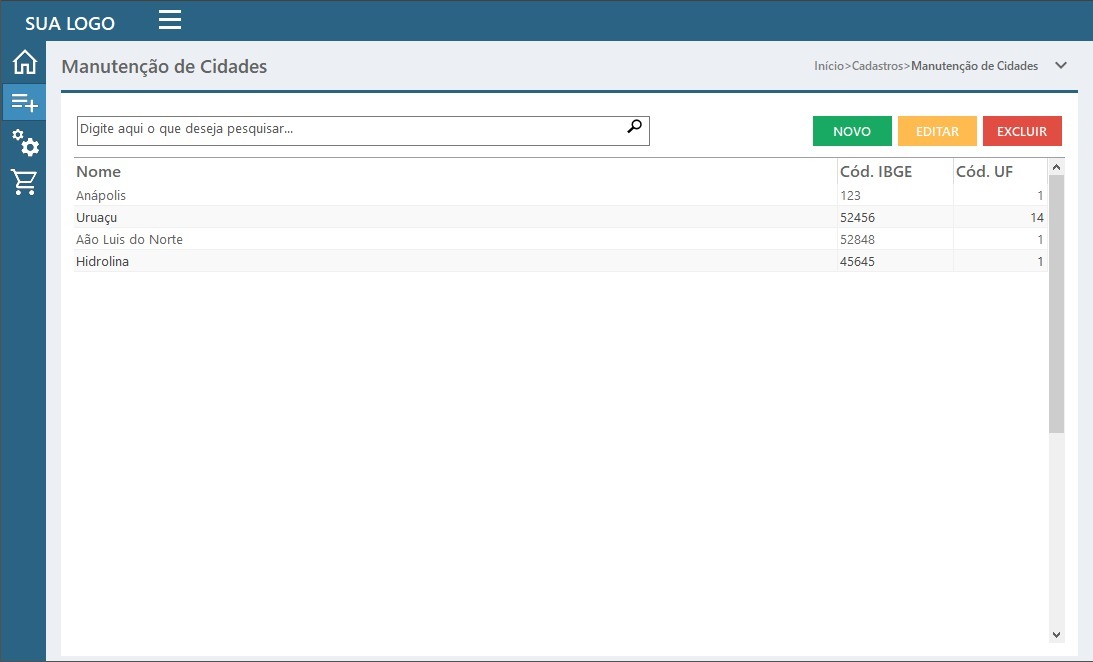 SUA LOGO
Manutenção de Cidades
Início>Cadastros>Manutenção de Cidades
Digite aqui o que deseja pesquisar...
NOVO EDITAR EXCLUIR
Nome Cód. IBGE Cód. UF
Anápolis 123 1
Uruaçu 52456 14
Aão Luis do Norte 52848 1
Hidrolina 45645 1